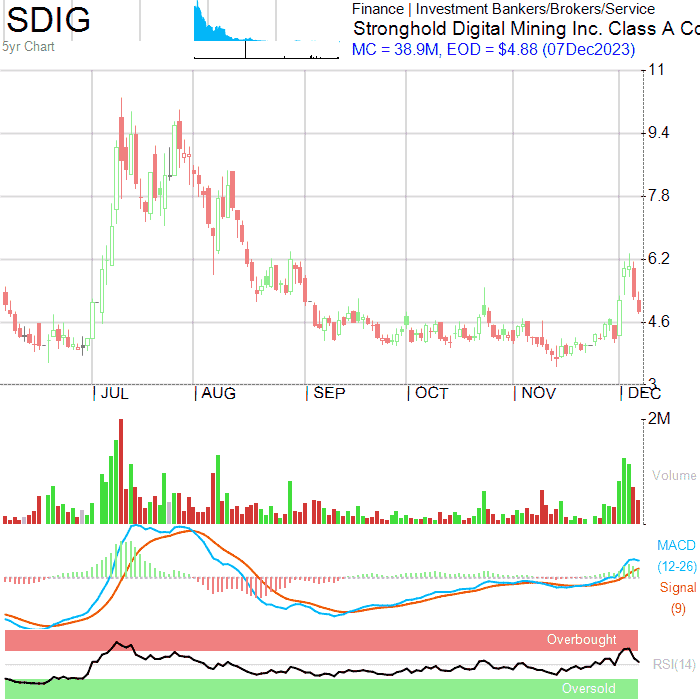 SDIG
5yr Chart
Finance | Investment Bankers/Brokers/Service
Stronghold Digital Mining Inc. Class A Co
MC = 38.9M, EOD = $4.88 (07Dec2023)
11
9.4
7.8
6.2
4.6
3
JUL AUG SEP OCT NOV DEC
2M
Volume
MACD
(12-26)
Signal
(9)
Overbought
RSI(14)
Oversold